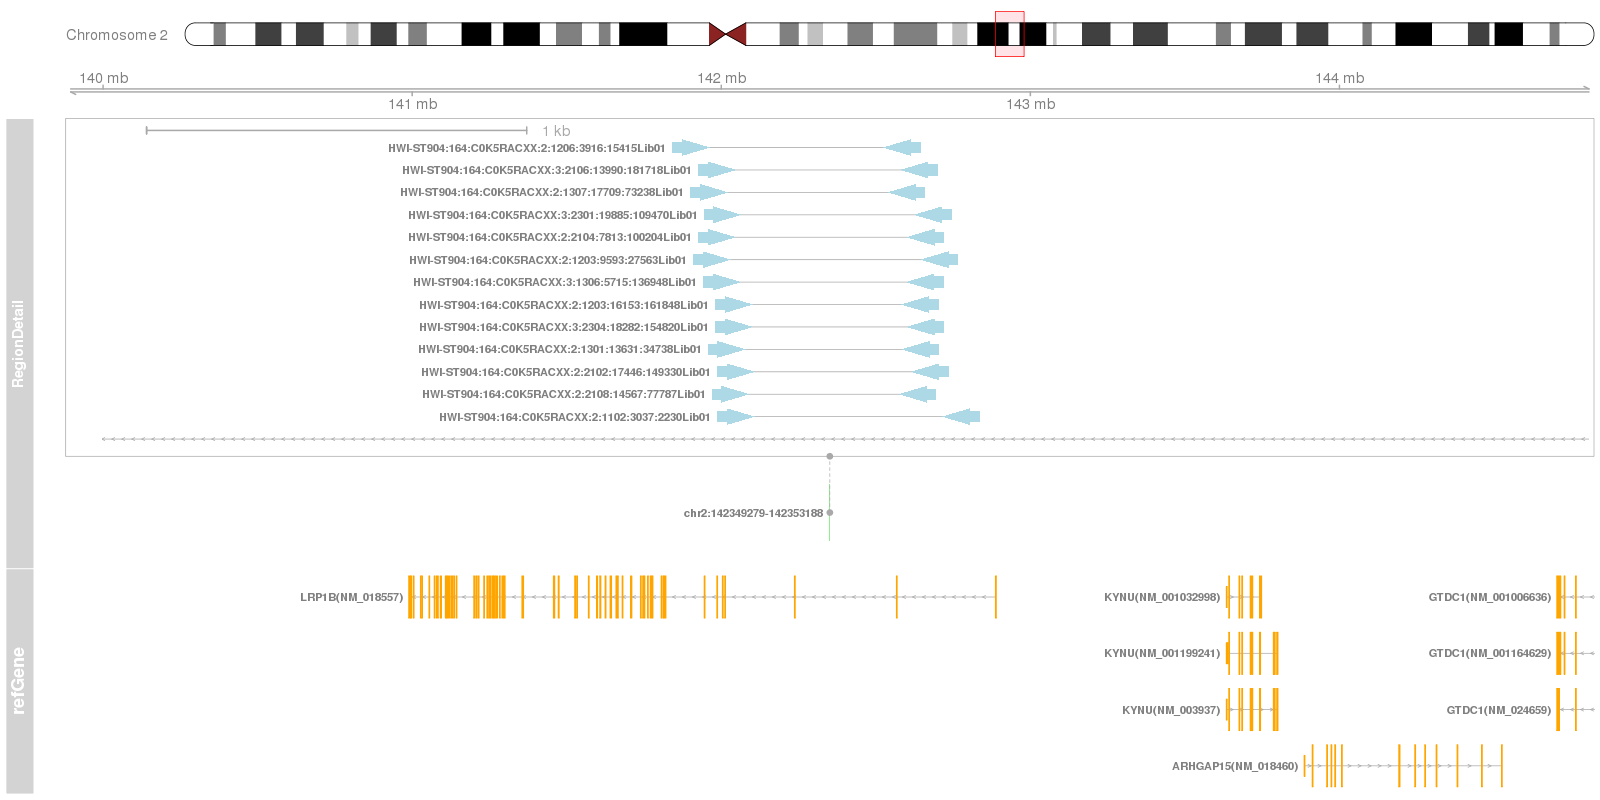 Chromosome 2
140 mb
142 mb
144 mb
141 mb
143 mb
RegionDetail
1 kb
HWI-ST904:164:C0K5RACXX:2:1206:3916:15415Lib01
HWI-ST904:164:C0K5RACXX:3:2106:13990:181718Lib01
HWI-ST904:164:C0K5RACXX:2:1307:17709:73238Lib01
HWI-ST904:164:C0K5RACXX:3:2301:19885:109470Lib01
HWI-ST904:164:C0K5RACXX:2:2104:7813:100204Lib01
HWI-ST904:164:C0K5RACXX:2:1203:9593:27563Lib01
HWI-ST904:164:C0K5RACXX:3:1306:5715:136948Lib01
HWI-ST904:164:C0K5RACXX:2:1203:16153:161848Lib01
HWI-ST904:164:C0K5RACXX:3:2304:18282:154820Lib01
HWI-ST904:164:C0K5RACXX:2:1301:13631:34738Lib01
HWI-ST904:164:C0K5RACXX:2:2102:17446:149330Lib01
HWI-ST904:164:C0K5RACXX:2:2108:14567:77787Lib01
HWI-ST904:164:C0K5RACXX:2:1102:3037:2230Lib01
chr2:142349279-142353188
refGene
LRP1B(NM_018557)
KYNU(NM_001032998)
GTDC1(NM_001006636)
KYNU(NM_001199241)
GTDC1(NM_001164629)
KYNU(NM_003937)
GTDC1(NM_024659)
ARHGAP15(NM_018460)